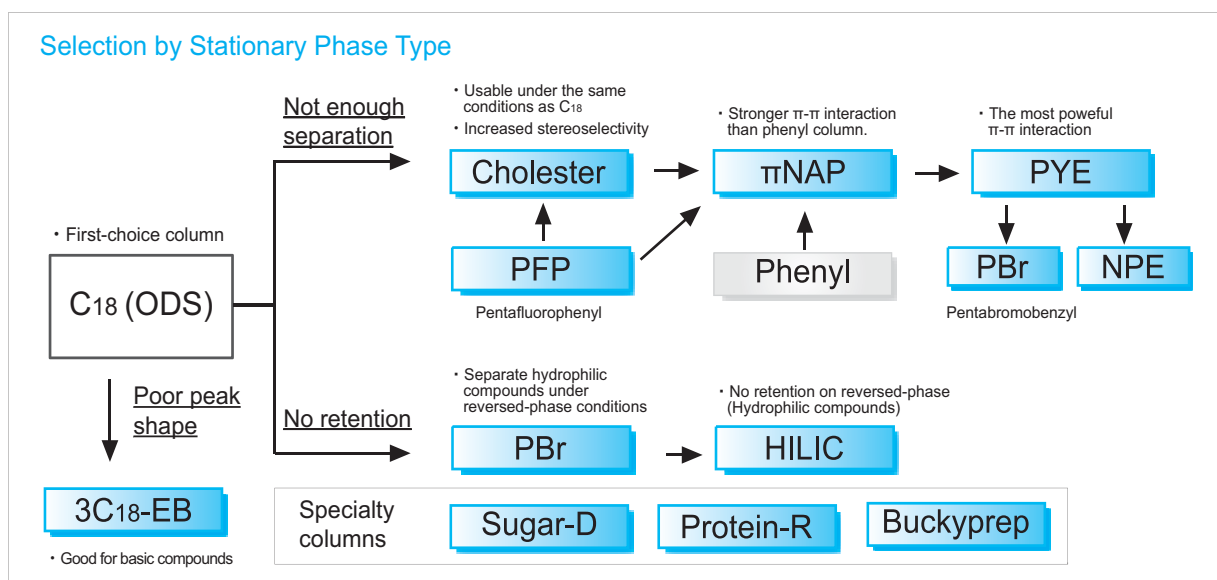 Selection by Stationary Phase Type
Not enough
separation
・Usable under the same
conditions as C18
・Increased stereoselectivity
・Stronger π-π interaction
than phenyl column.
・The most poweful
π-π interaction
Cholester
πNAP
PYE
・First-choice column
C18 (ODS)
PFP
Pentafluorophenyl
Phenyl
PBr
Pentabromobenzyl
NPE
Poor peak
shape
No retention
・Separate hydrophilic
compounds under
reversed-phase conditions
・No retention on reversed-phase
(Hydrophilic compounds)
PBr
HILIC
3C18-EB
・Good for basic compounds
Specialty
columns
Sugar-D
Protein-R
Buckyprep